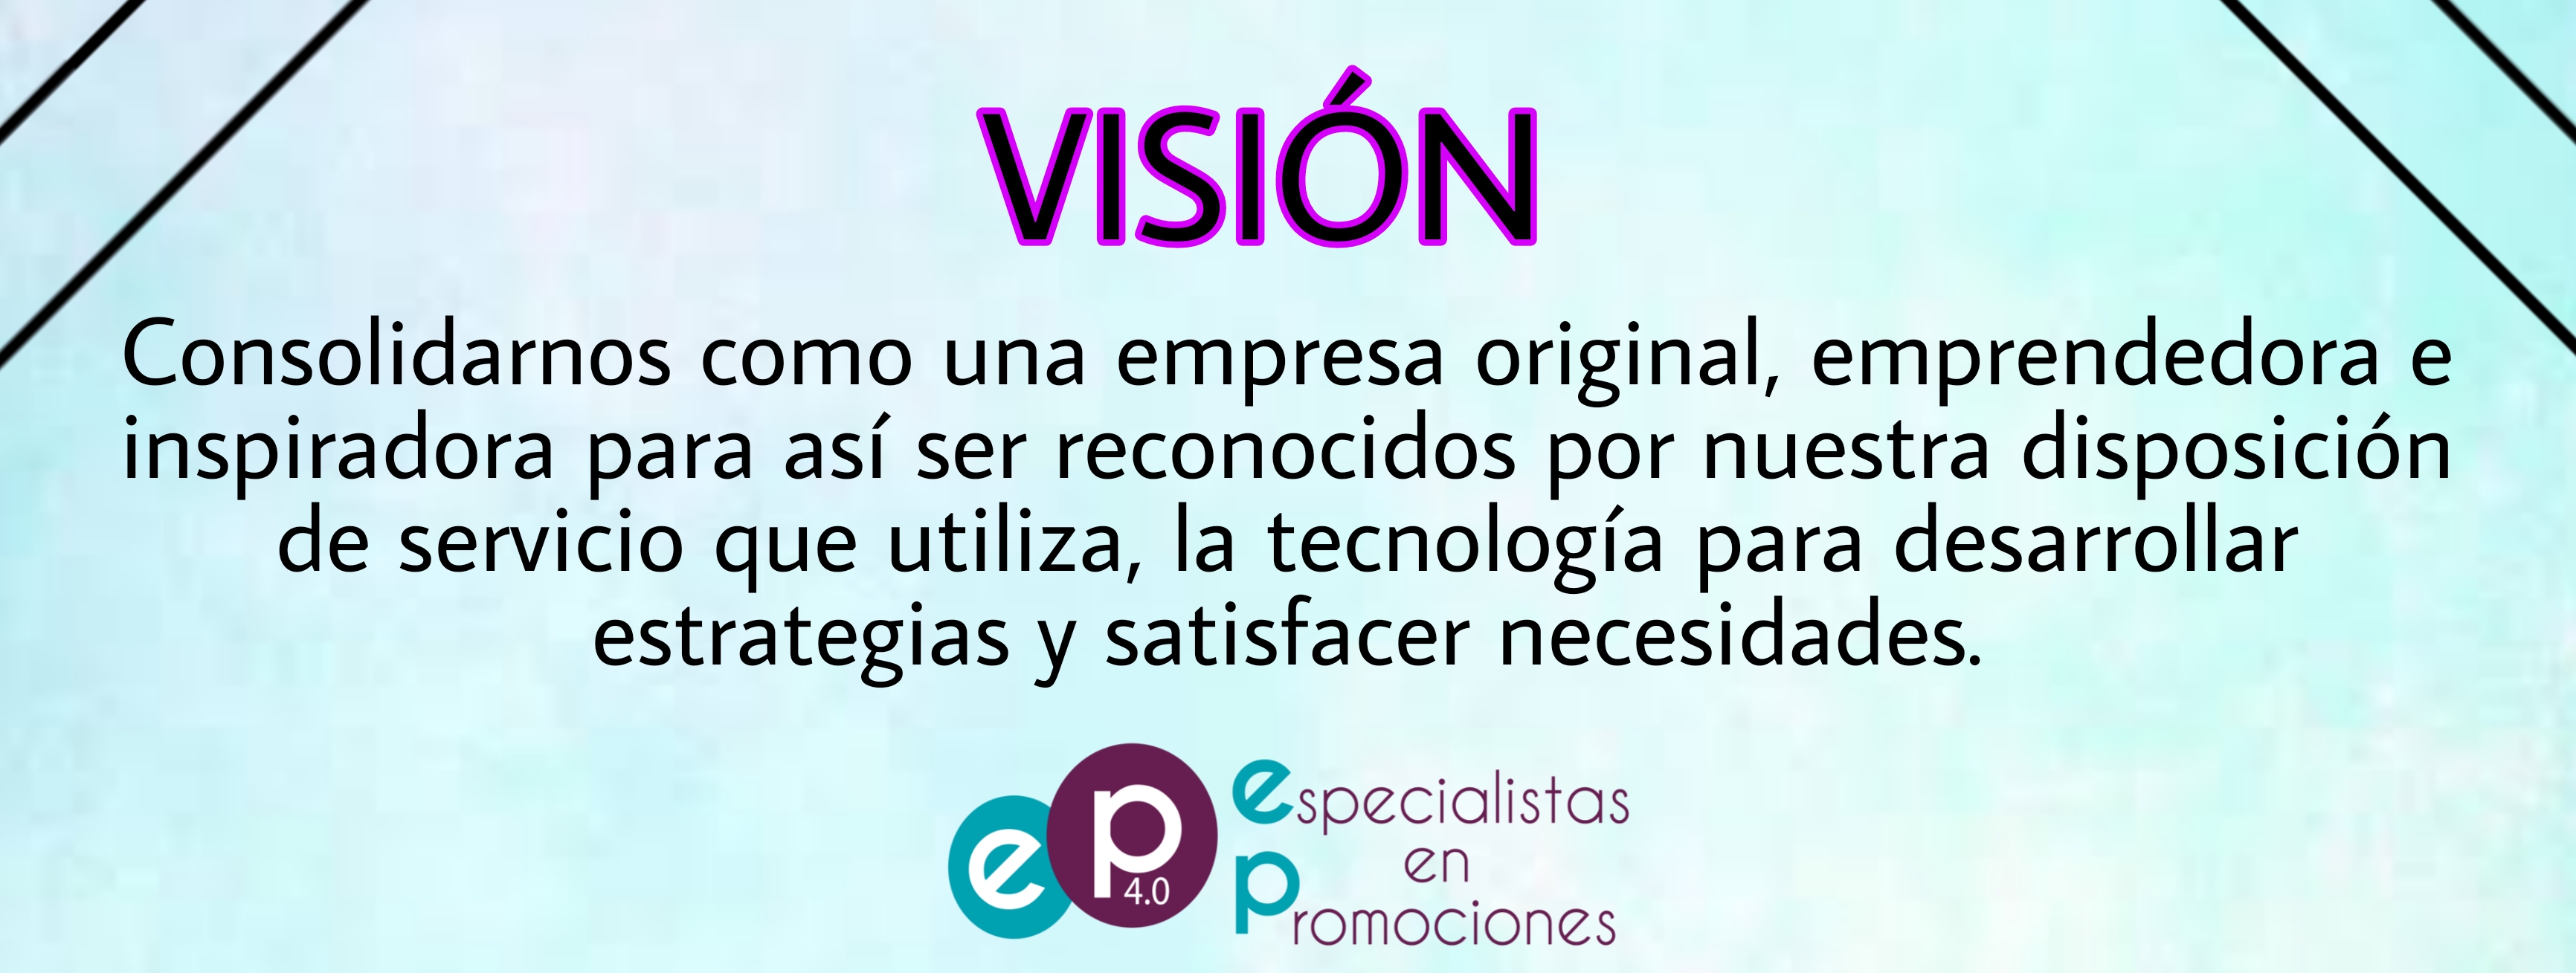 VISIÓN
Consolidarnos como una empresa original, emprendedora e
inspiradora para así ser reconocidos por nuestra disposición
de servicio que utiliza, la tecnología para desarrollar
estrategias y satisfacer necesidades.
ep 4.0
especialistas
en
promociones